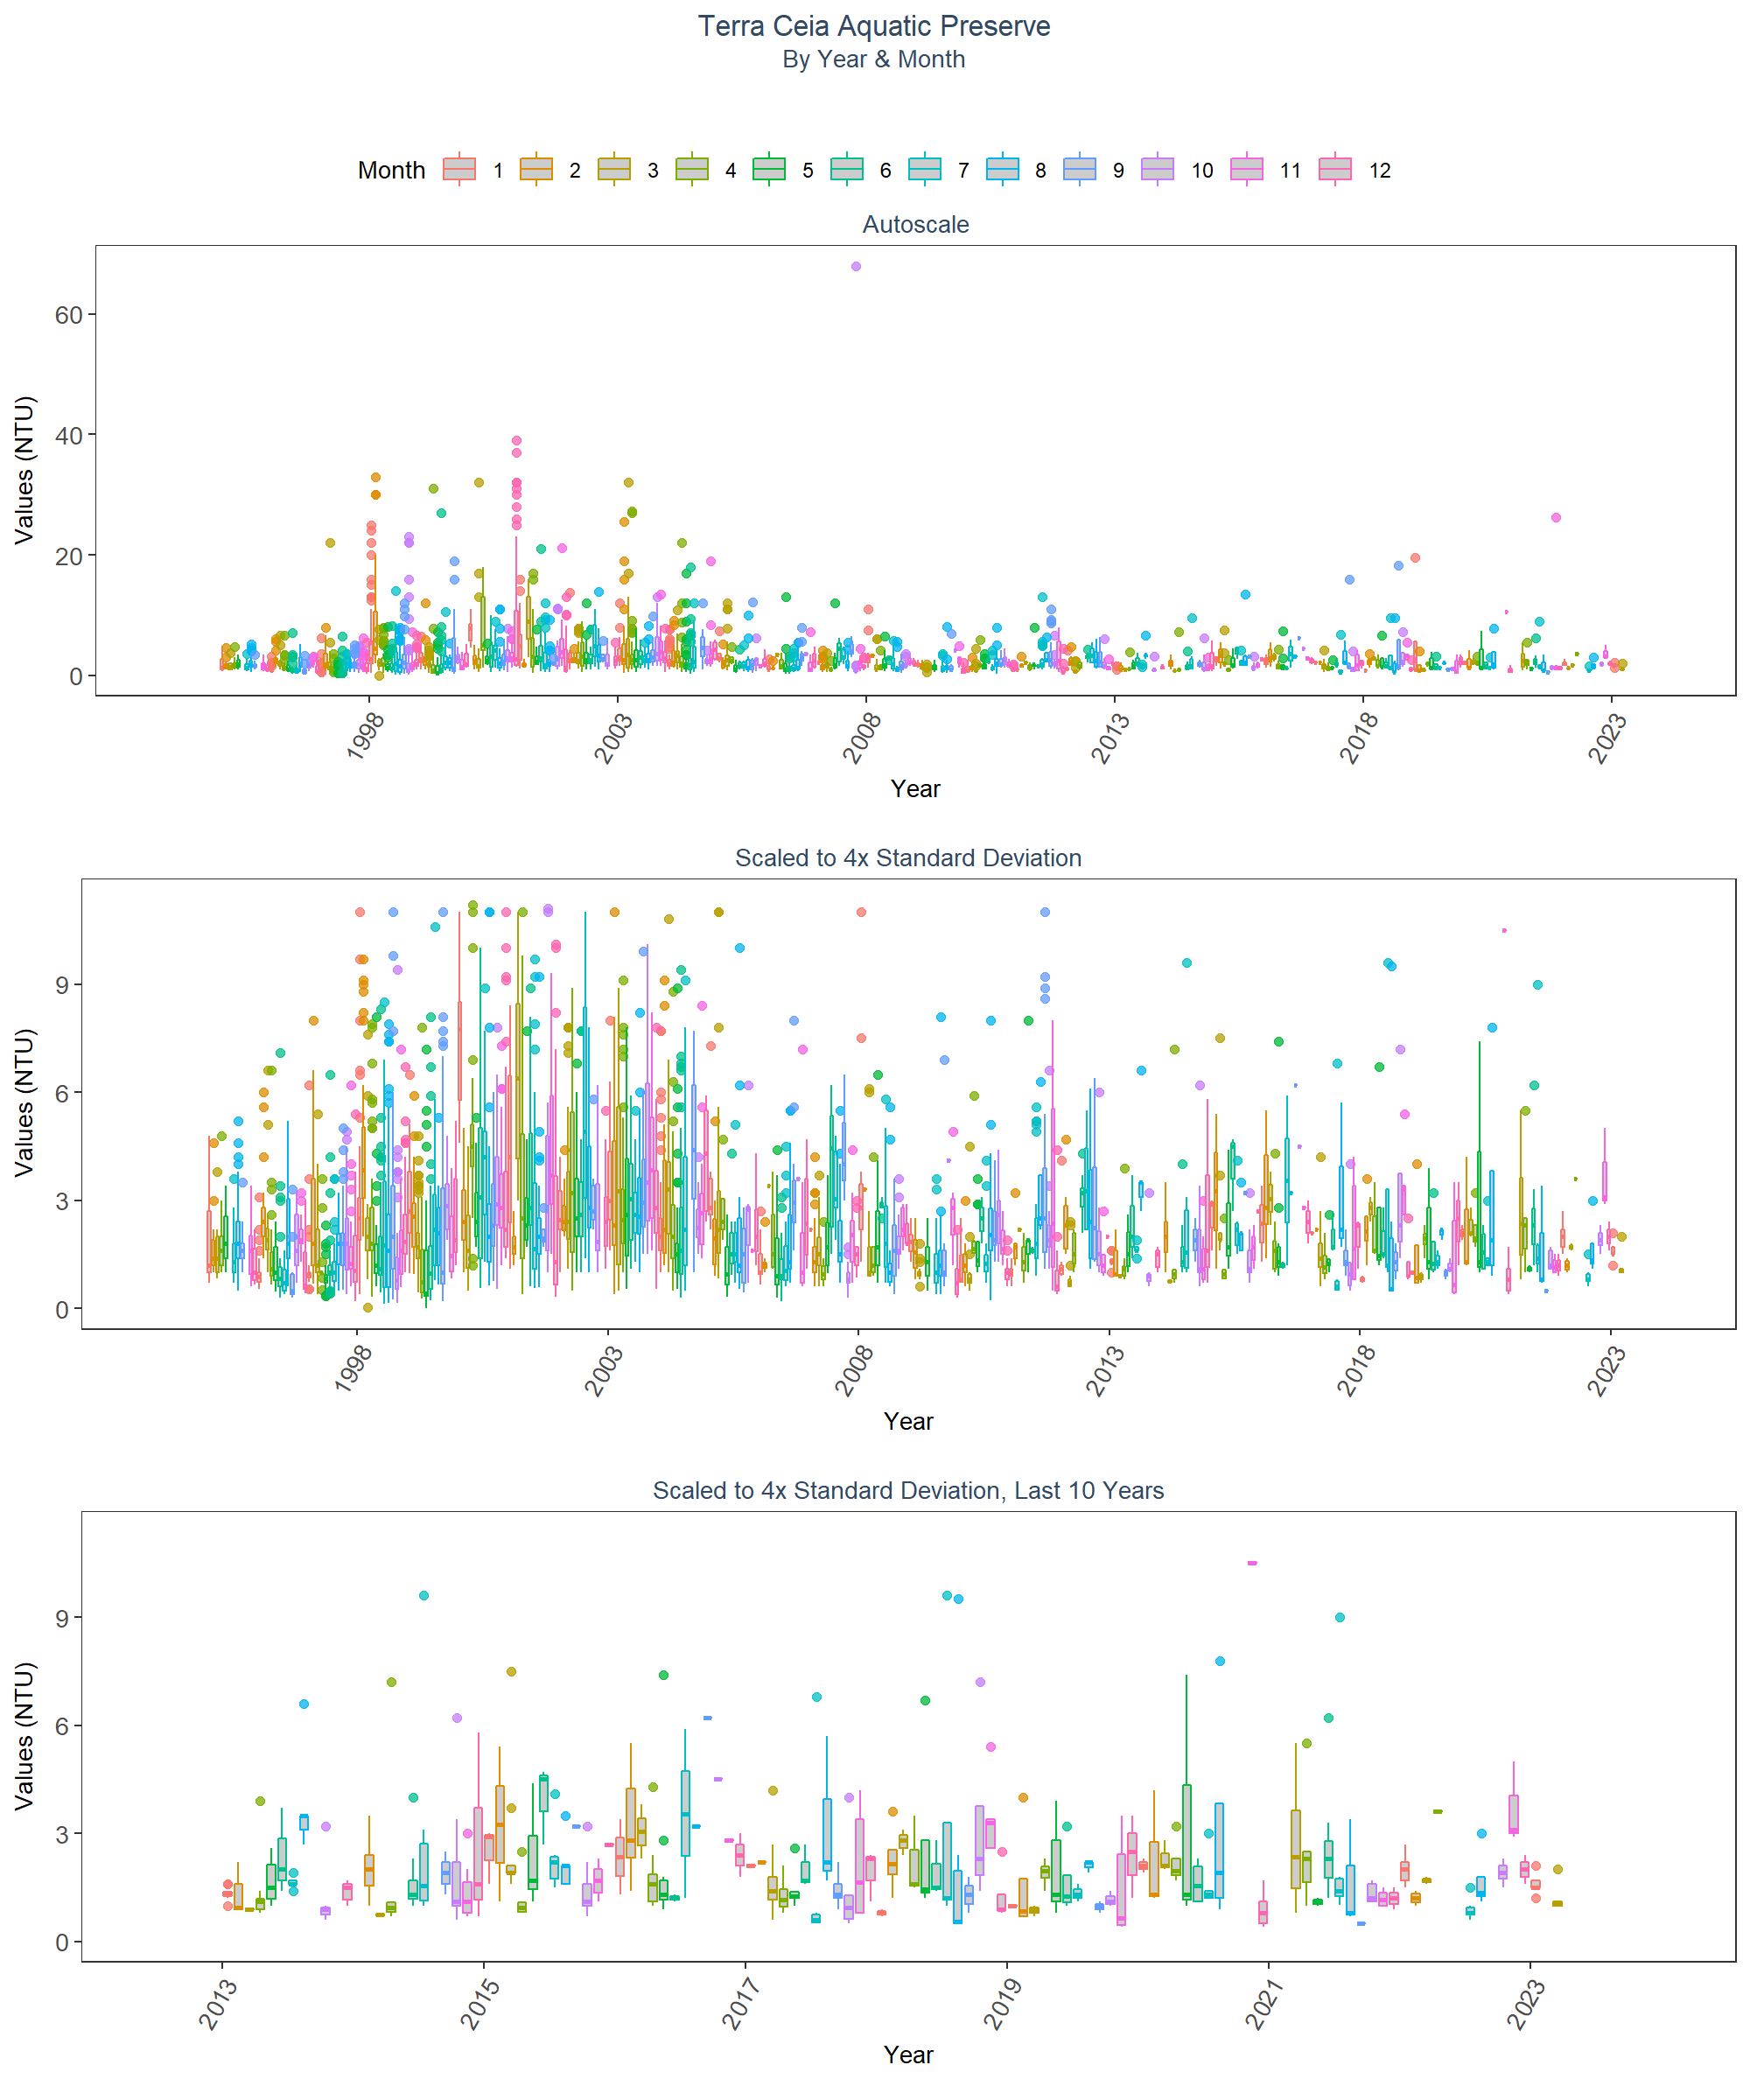 Terra Ceia Aquatic Preserve
By Year & Month
Month 1 2 3 4 5 6 7 8 9 10 11 12
Autoscale
Values (NTU)
60
40
20
0
1998 2003 2008 2013 2018 2023
Year
Scaled to 4x Standard Deviation
Values (NTU)
9
6
3
0
1998 2003 2008 2013 2018 2023
Year
Scaled to 4x Standard Deviation, Last 10 Years
Values (NTU)
9
6
3
0
2013 2015 2017 2019 2021 2023
Year